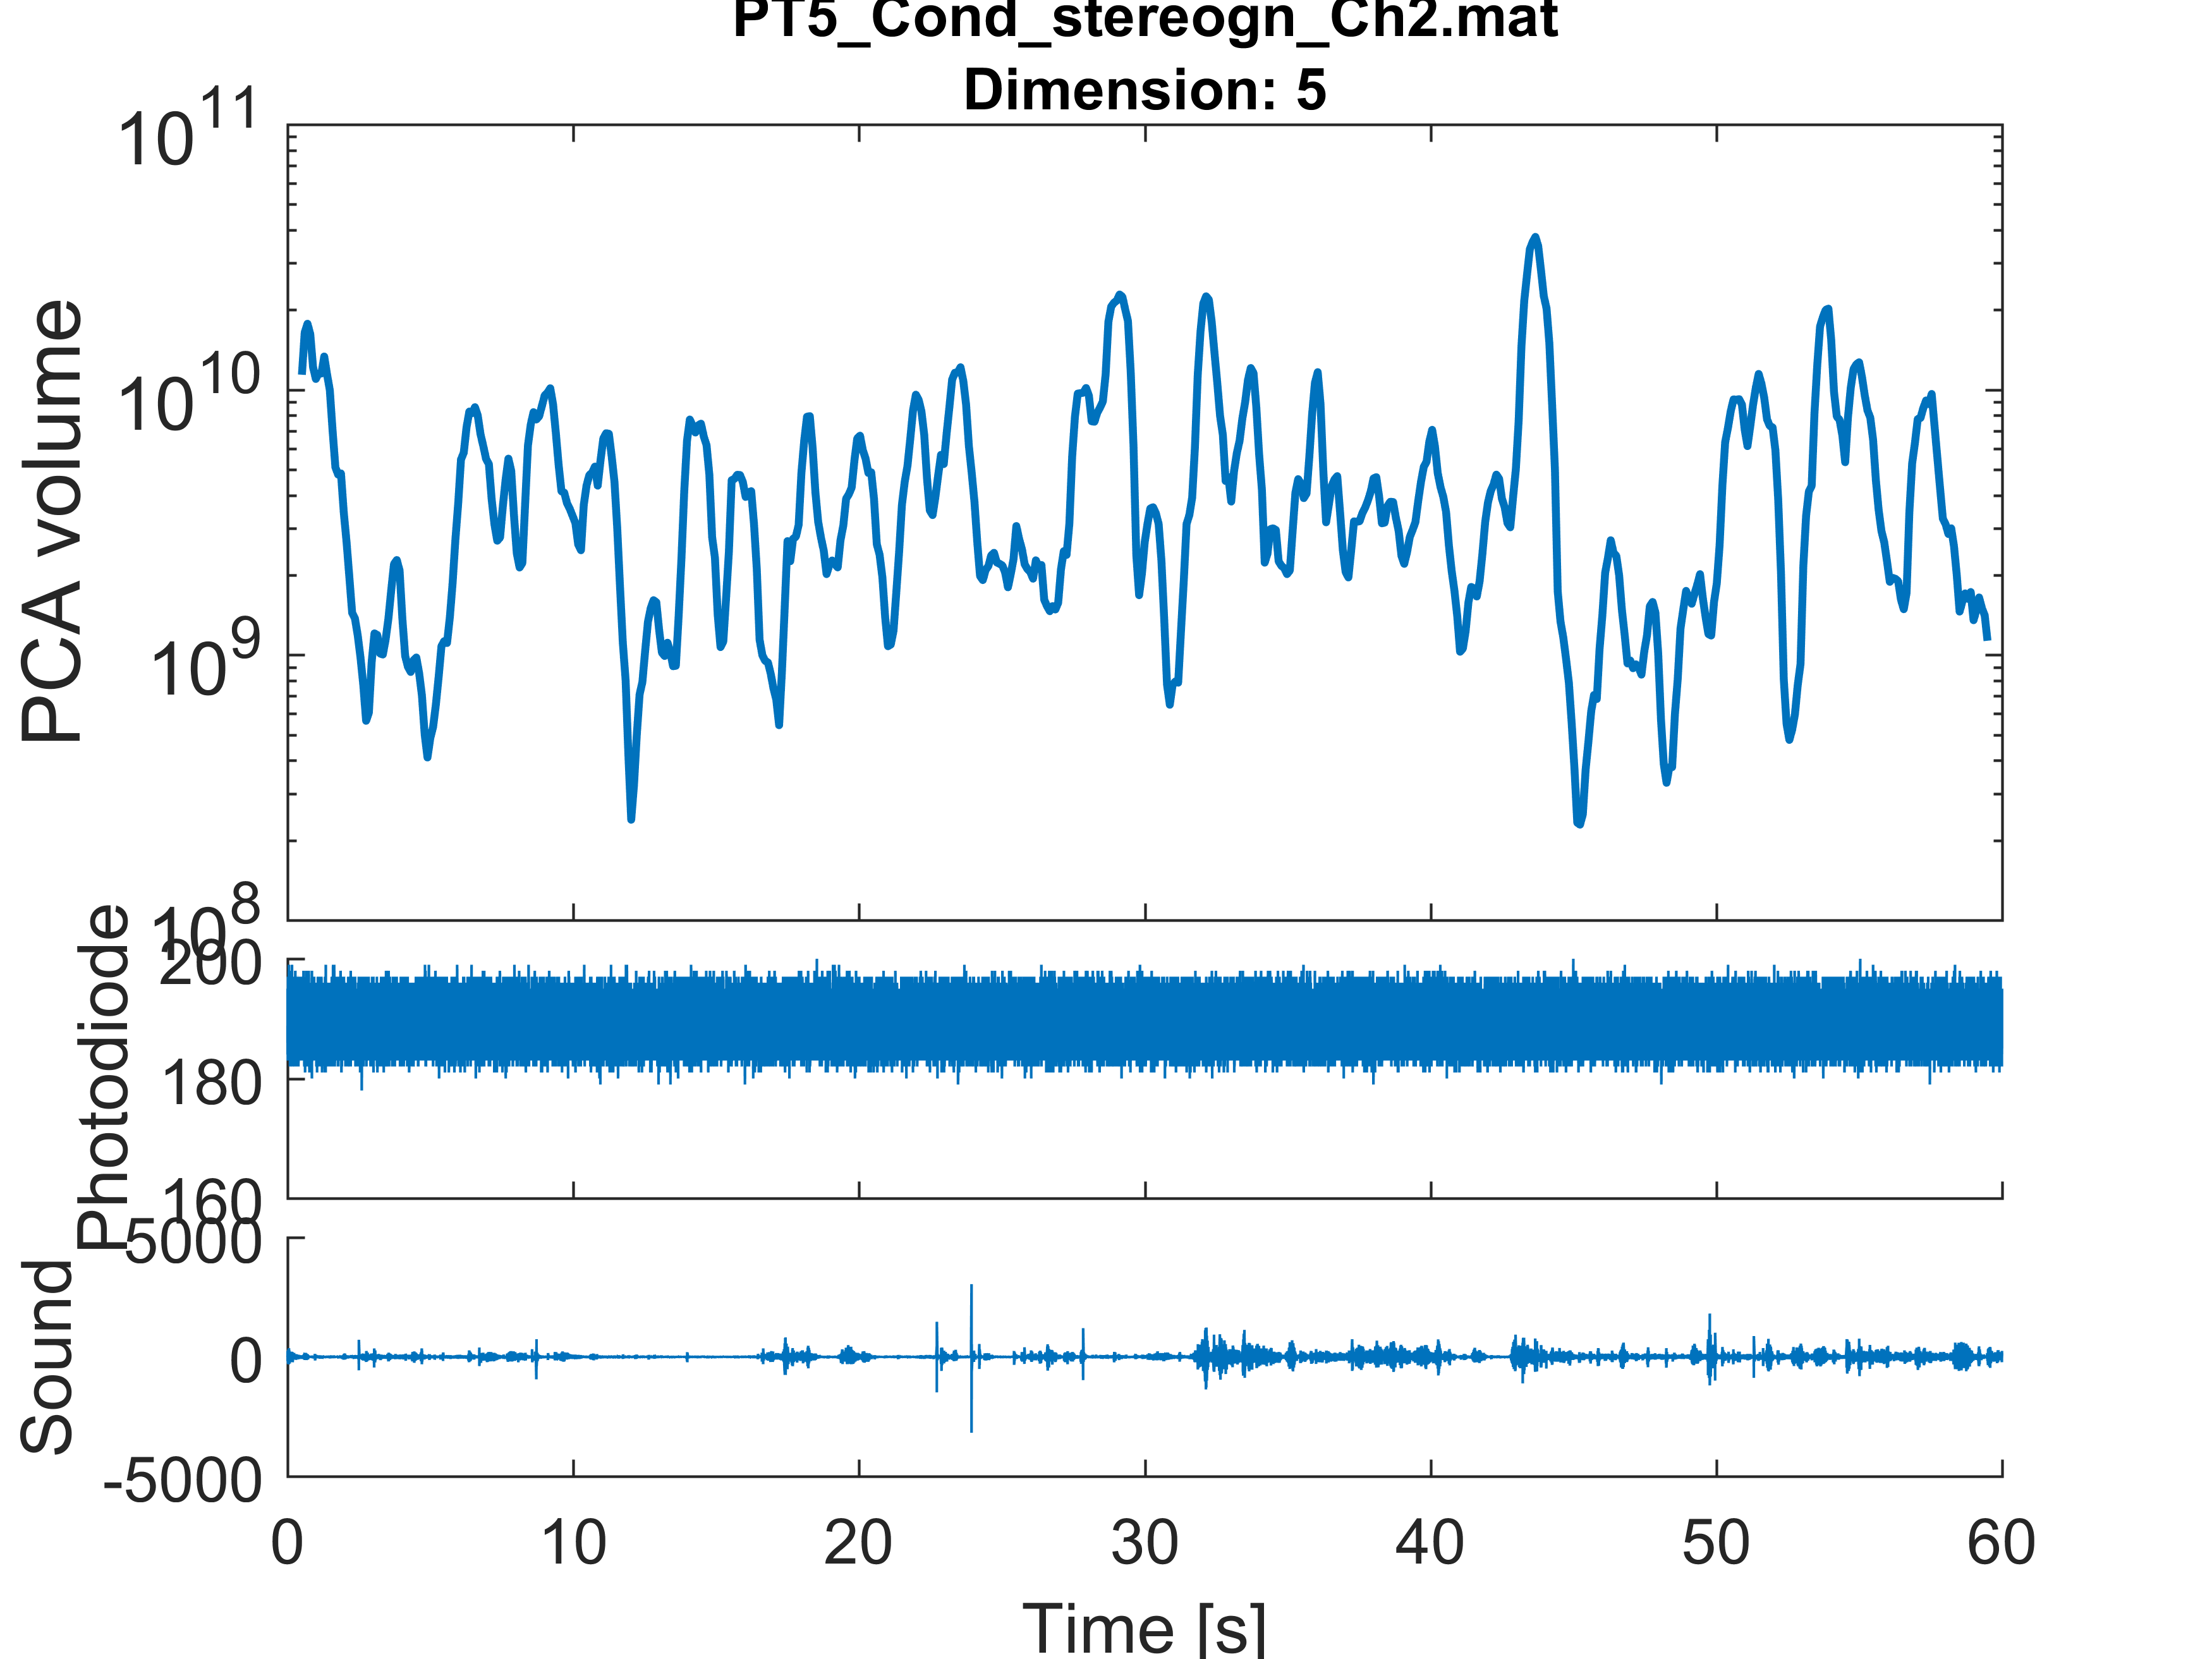 PT5_Cond_stereogn_Ch2.mat
Dimension: 5
PCA volume
10^11
10^10
10^9
10^8
Photodiode
200
180
160
Sound
5000
0
-5000
0 10 20 30 40 50 60
Time [s]